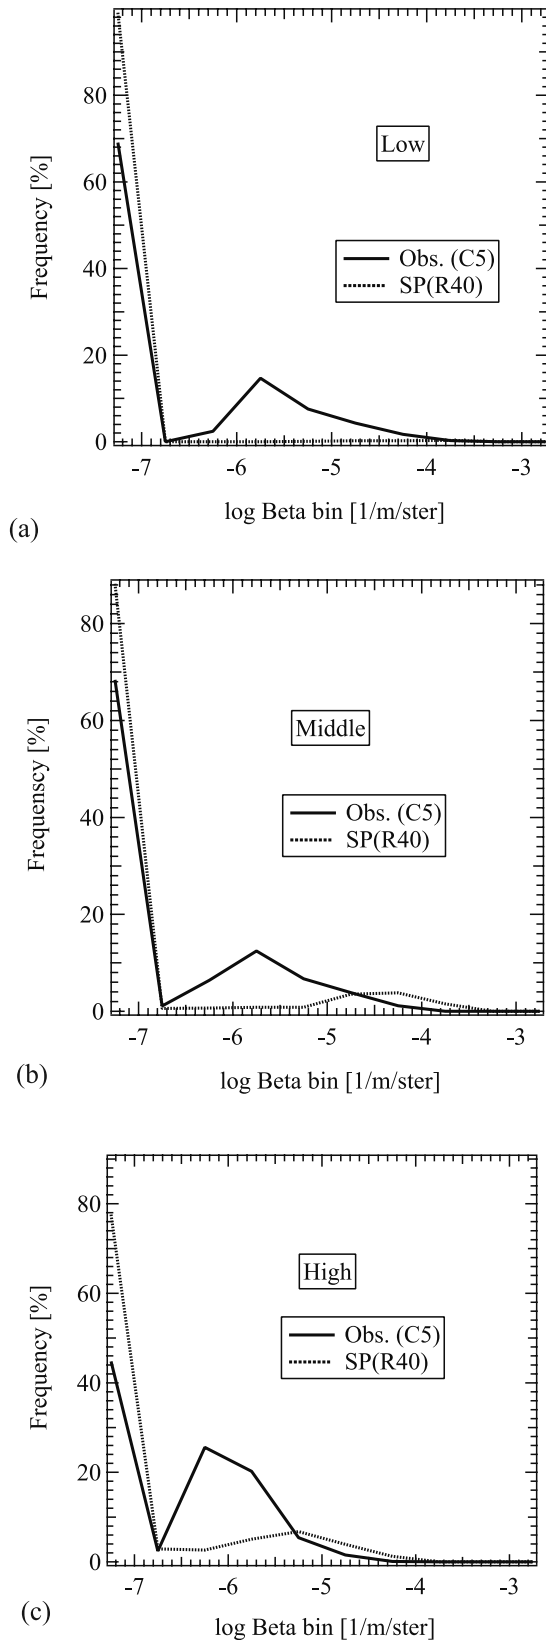 80
60
40
20
0
Frequency [%]
Low
Obs. (C5)
SP(R40)
-7 -6 -5 -4 -3
log Beta bin [1/m/ster]
(a)
80
60
40
20
0
Frequenscy [%]
Middle
Obs. (C5)
SP(R40)
-7 -6 -5 -4 -3
log Beta bin [1/m/ster]
(b)
80
60
40
20
0
Frequency [%]
High
Obs. (C5)
SP(R40)
-7 -6 -5 -4 -3
log Beta bin [1/m/ster]
(c)